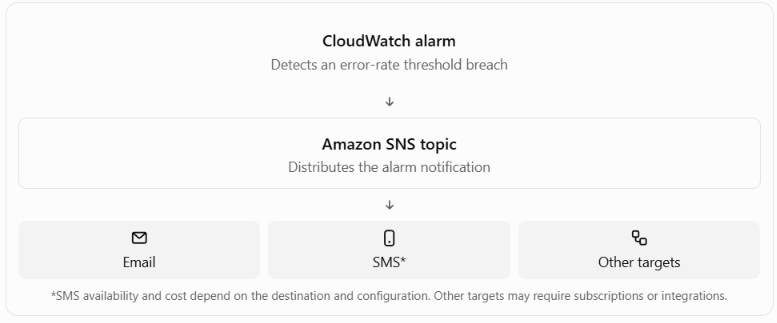 CloudWatch alarm
Detects an error-rate threshold breach
↓
Amazon SNS topic
Distributes the alarm notification
↓
Email
SMS*
Other targets
*SMS availability and cost depend on the destination and configuration. Other targets may require subscriptions or integrations.